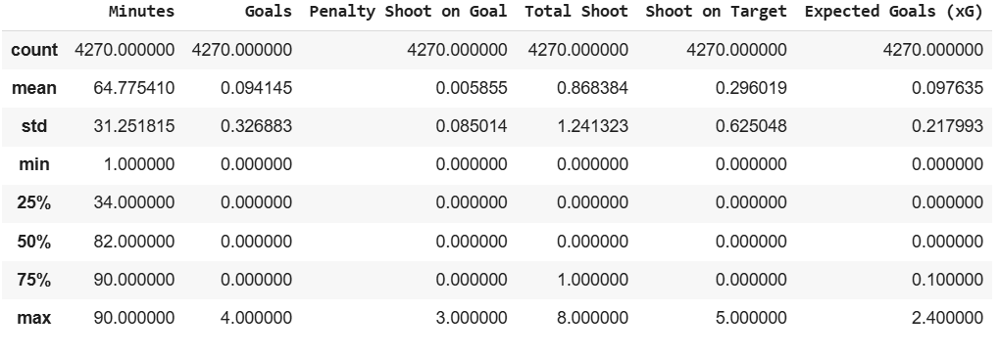 Minutes Goals Penalty Shoot on Goal Total Shoot Shoot on Target Expected Goals (xG)
count 4270.000000 4270.000000 4270.000000 4270.000000 4270.000000 4270.000000
mean 64.775410 0.094145 0.005855 0.868384 0.296019 0.097635
std 31.251815 0.326883 0.085014 1.241323 0.625048 0.217993
min 1.000000 0.000000 0.000000 0.000000 0.000000 0.000000
25% 34.000000 0.000000 0.000000 0.000000 0.000000 0.000000
50% 82.000000 0.000000 0.000000 0.000000 0.000000 0.000000
75% 90.000000 0.000000 0.000000 1.000000 0.000000 0.100000
max 90.000000 4.000000 3.000000 8.000000 5.000000 2.400000